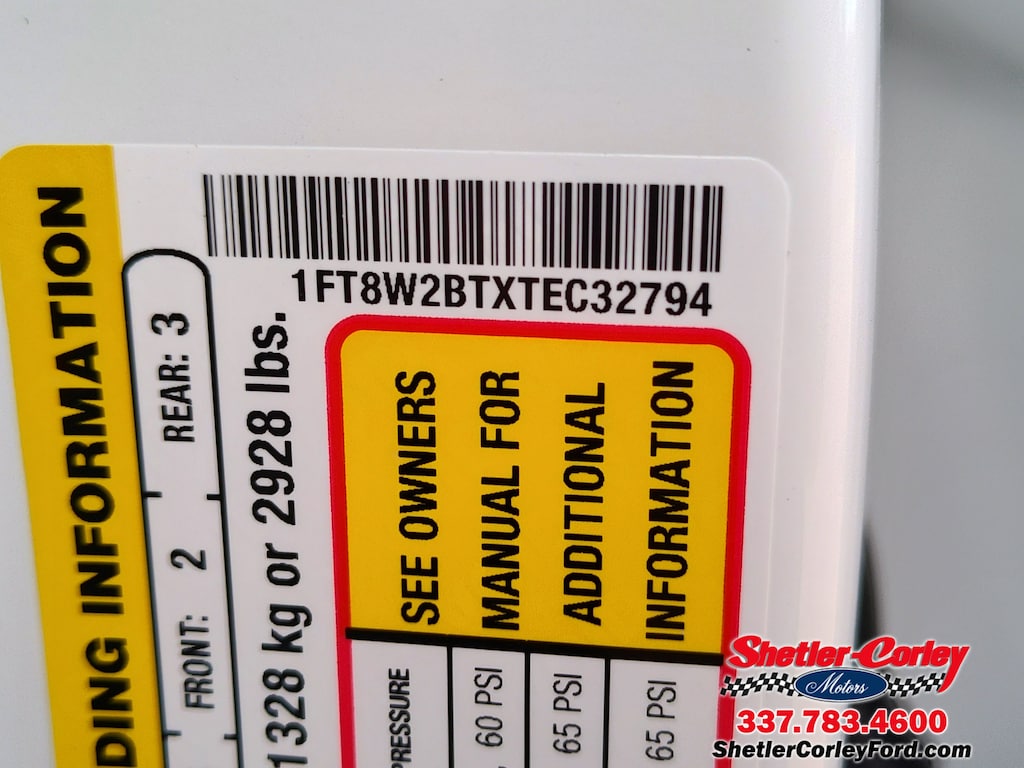 DING INFORMATION
FRONT: 2 REAR: 3
1328 kg or 2928 lbs.
1FT8W2BTXTEC32794
SEE OWNERS
MANUAL FOR
ADDITIONAL
INFORMATION
PRESSURE
60 PSI
65 PSI
65 PSI
Shetler-Corley
Motors
337.783.4600
ShetlerCorleyFord.com